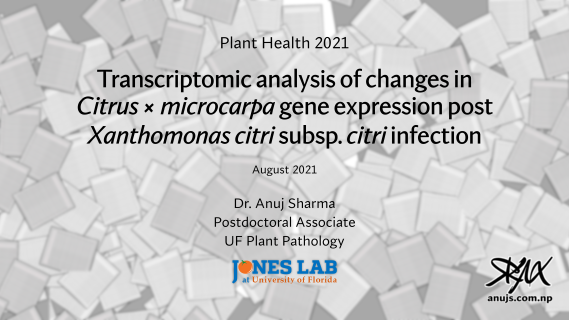 Plant Health 2021
Transcriptomic analysis of changes in
Citrus × microcarpa gene expression post
Xanthomonas citri subsp. citri infection
August 2021
Dr. Anuj Sharma
Postdoctoral Associate
UF Plant Pathology
JONES LAB
at University of Florida
anujs.com.np